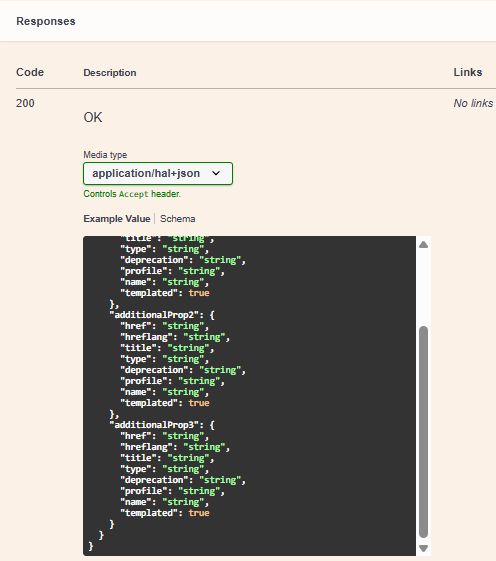 Responses
Code Description Links
200 No links
OK
Media type
application/hal+json
Controls Accept header.
Example Value Schema
"title": "string",
"type": "string",
"deprecation": "string",
"profile": "string",
"name": "string",
"templated": true
},
"additionalProp2": {
"href": "string",
"hreflang": "string",
"title": "string",
"type": "string",
"deprecation": "string",
"profile": "string",
"name": "string",
"templated": true
},
"additionalProp3": {
"href": "string",
"hreflang": "string",
"title": "string",
"type": "string",
"deprecation": "string",
"profile": "string",
"name": "string",
"templated": true
}
}
}